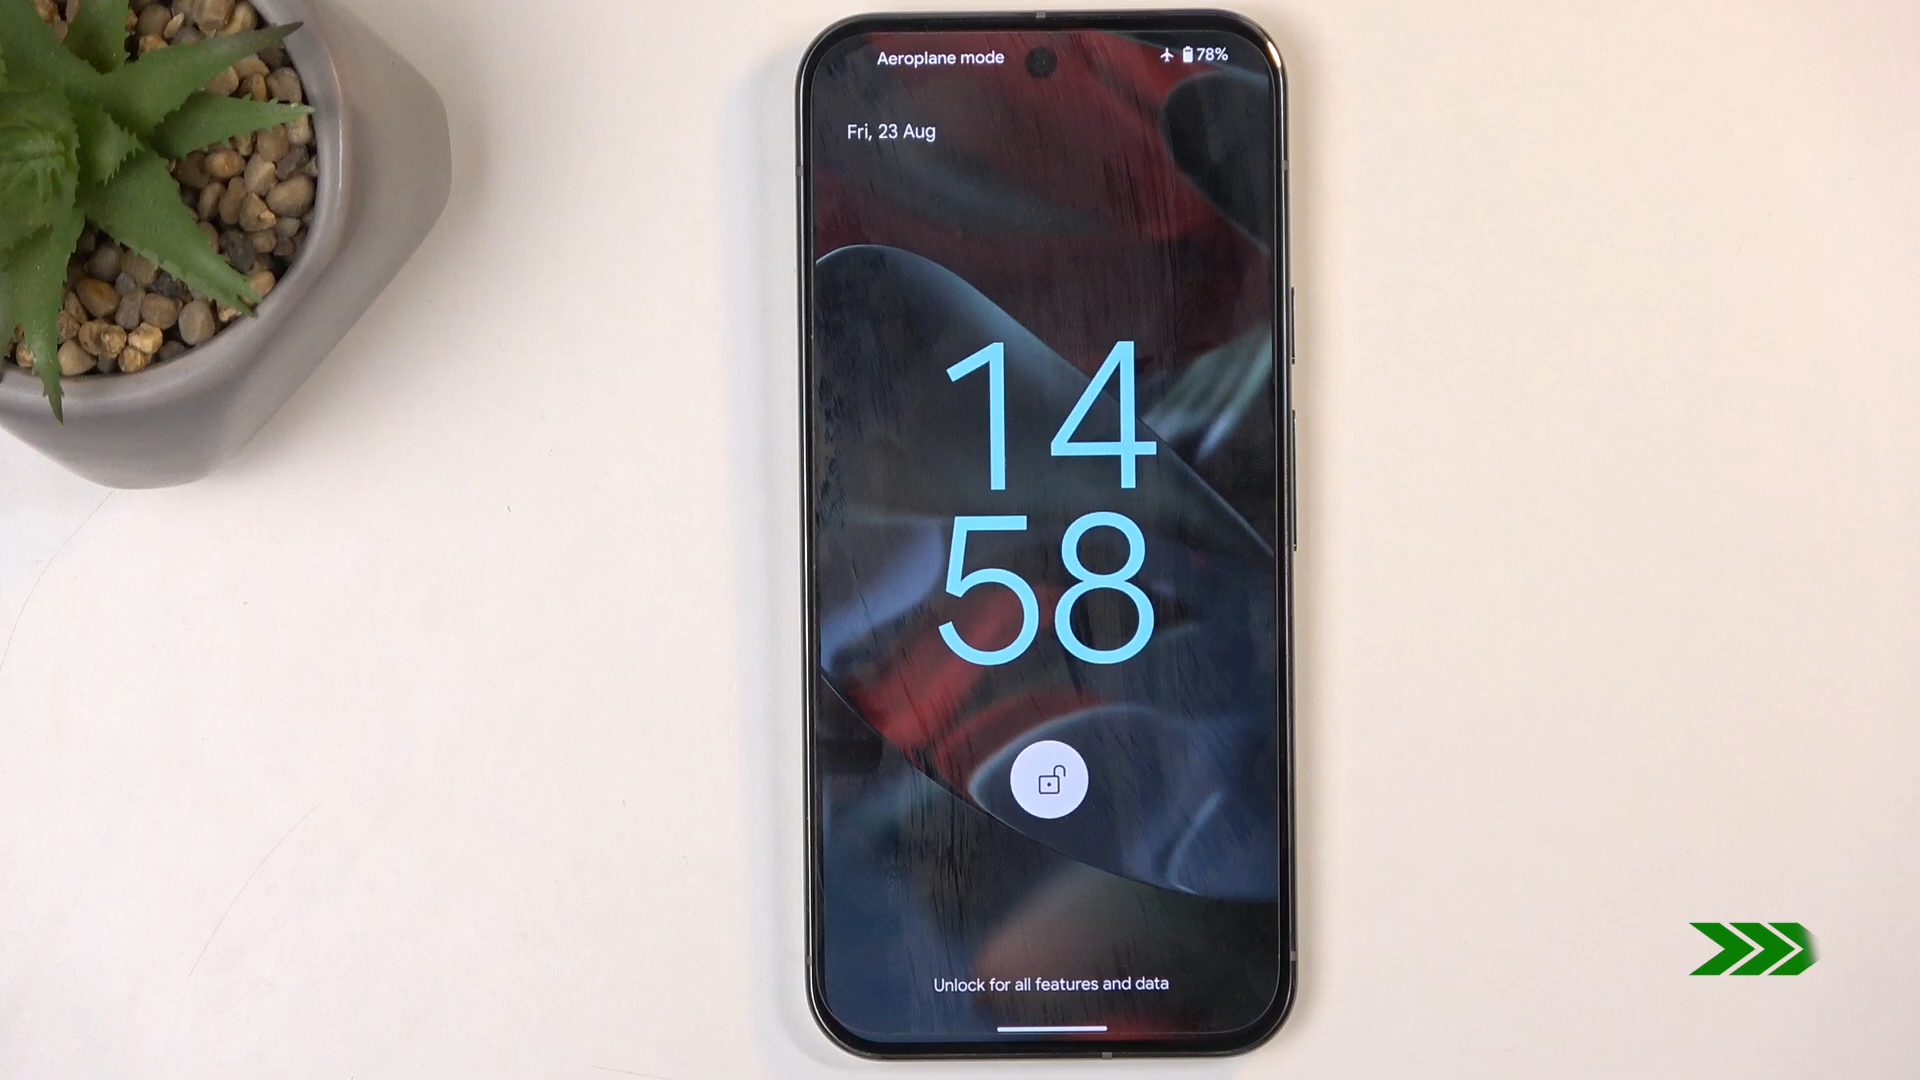 Aeroplane mode
78%
Fri, 23 Aug
14
58
Unlock for all features and data